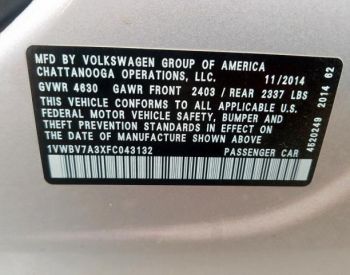 MFD BY VOLKSWAGEN GROUP OF AMERICA
CHATTANOOGA OPERATIONS, LLC. 11/2014
GVWR 4630 GAWR FRONT 2403 / REAR 2337 LBS
THIS VEHICLE CONFORMS TO ALL APPLICABLE U.S.
FEDERAL MOTOR VEHICLE SAFETY, BUMPER, AND
THEFT PREVENTION STANDARDS IN EFFECT ON THE
DATE OF MANUFACTURE SHOWN ABOVE.
1VWBV7A3XFC043132 PASSENGER CAR
4520249 2014 62